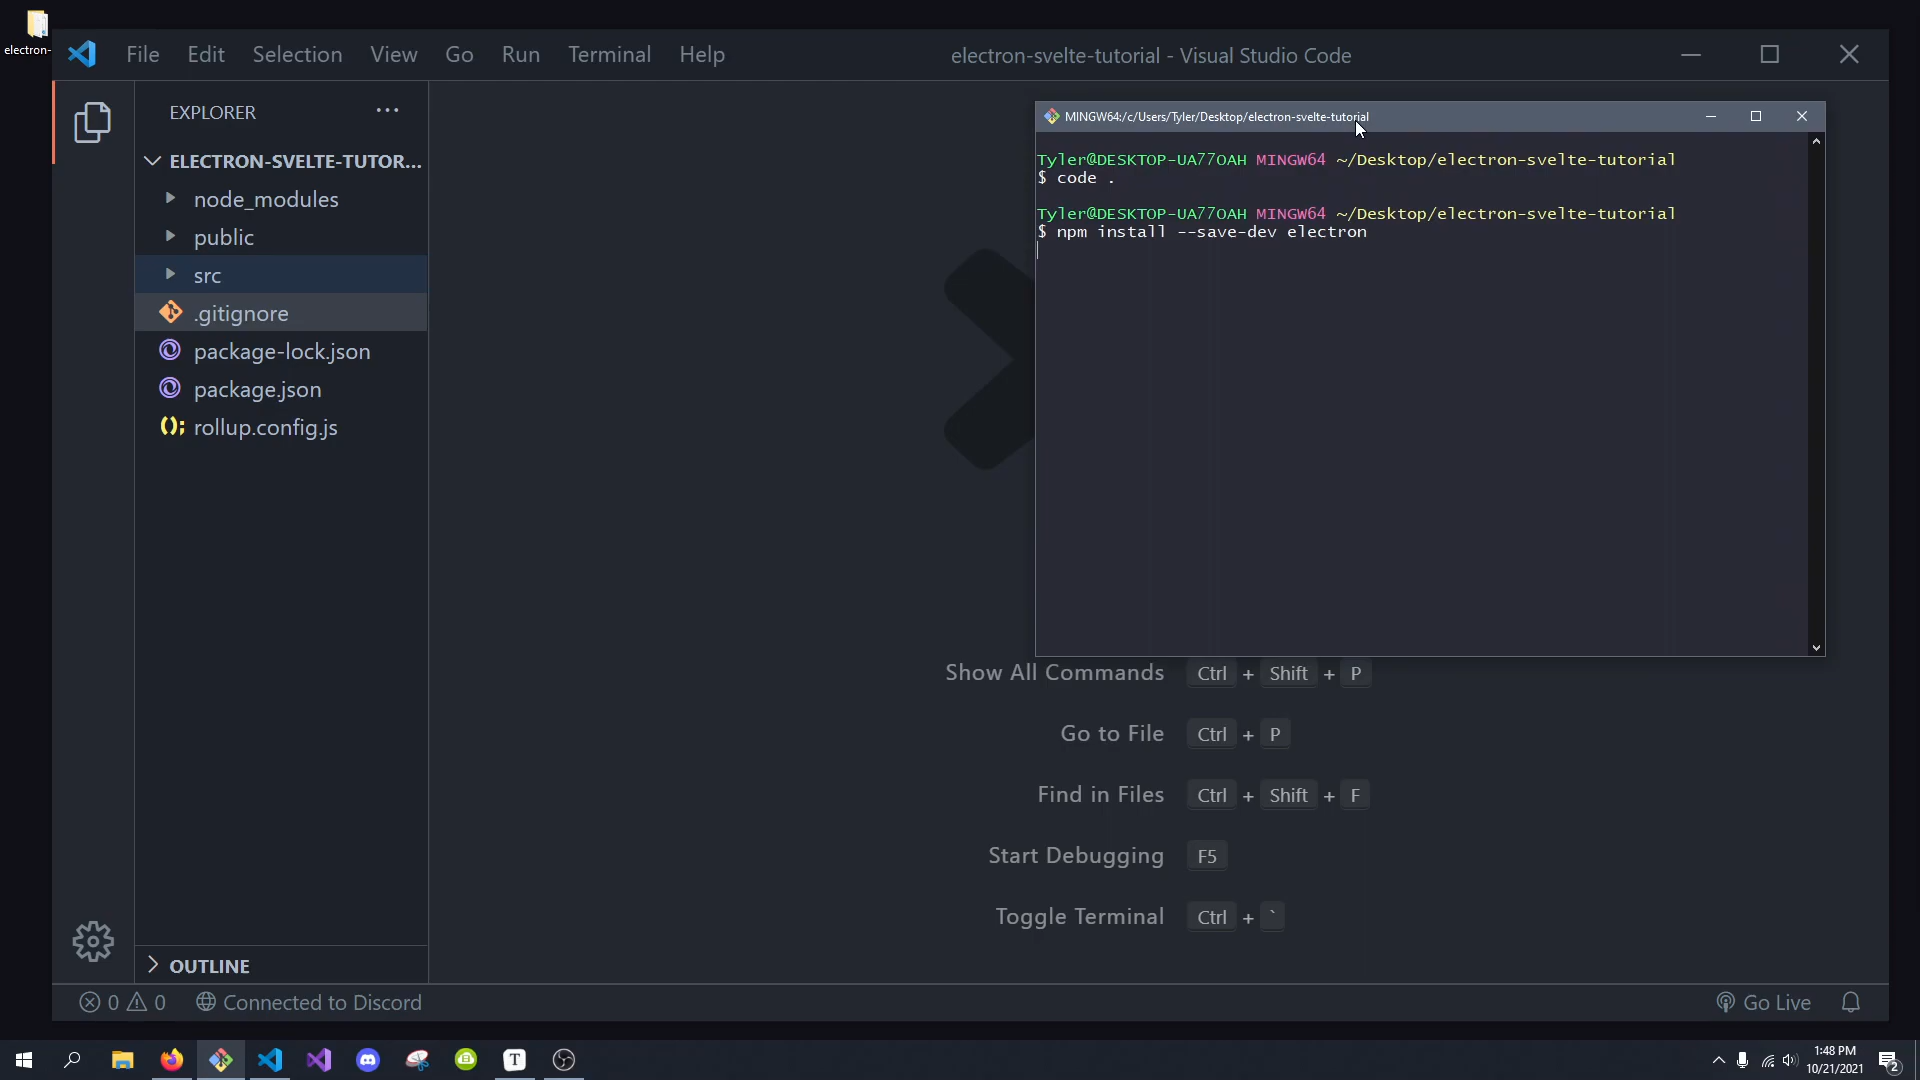 electron-
File Edit Selection View Go Run Terminal Help
electron-svelte-tutorial - Visual Studio Code
EXPLORER ...
ELECTRON-SVELTE-TUTOR...
node_modules
public
src
.gitignore
package-lock.json
package.json
rollup.config.js
OUTLINE
MINGW64:/c/Users/Tyler/Desktop/electron-svelte-tutorial
Tyler@DESKTOP-UA77OAH MINGW64 ~/Desktop/electron-svelte-tutorial
$ code .
Tyler@DESKTOP-UA77OAH MINGW64 ~/Desktop/electron-svelte-tutorial
$ npm install --save-dev electron
Show All Commands Ctrl + Shift + P
Go to File Ctrl + P
Find in Files Ctrl + Shift + F
Start Debugging F5
Toggle Terminal Ctrl + `
0 0 Connected to Discord
Go Live
T
1:48 PM
10/21/2021
2